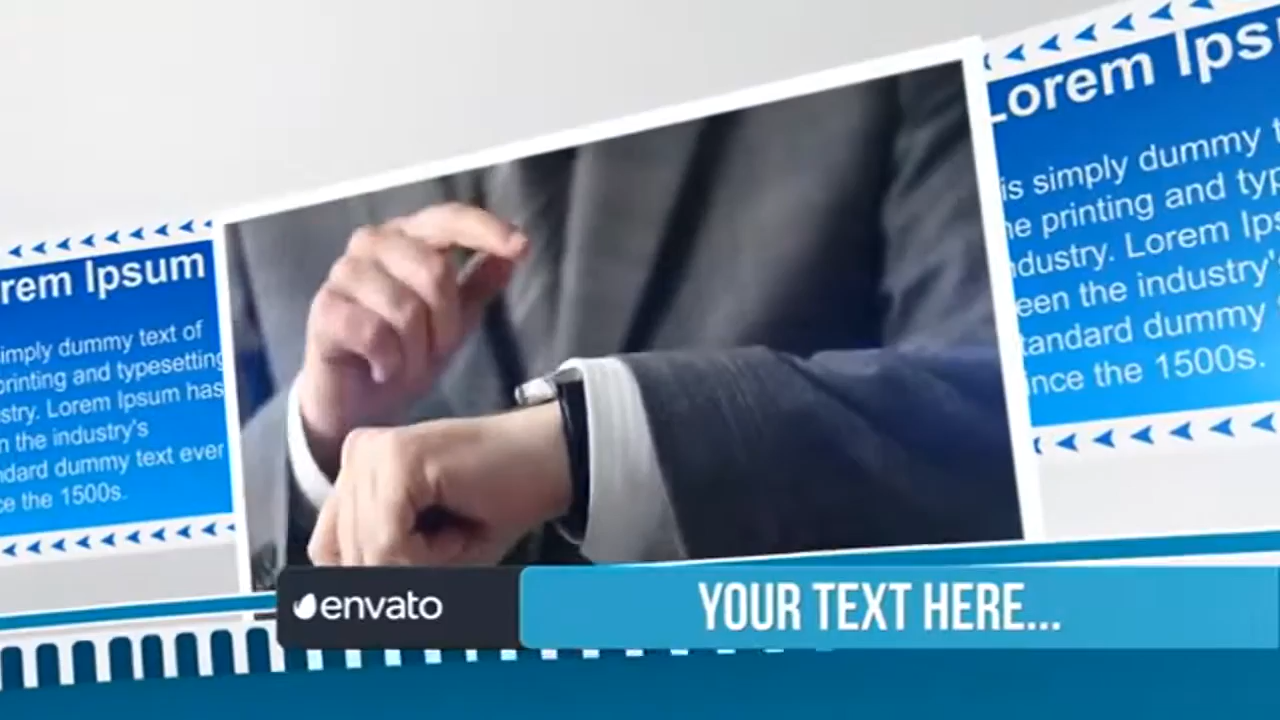 rem Ipsum
imply dummy text of
printing and typesetting
stry. Lorem Ipsum has
n the industry's
ndard dummy text ever
ce the 1500s.
Lorem Ips
is simply dummy t
he printing and typ
ndustry. Lorem Ips
een the industry's
tandard dummy
ince the 1500s.
envato
YOUR TEXT HERE...